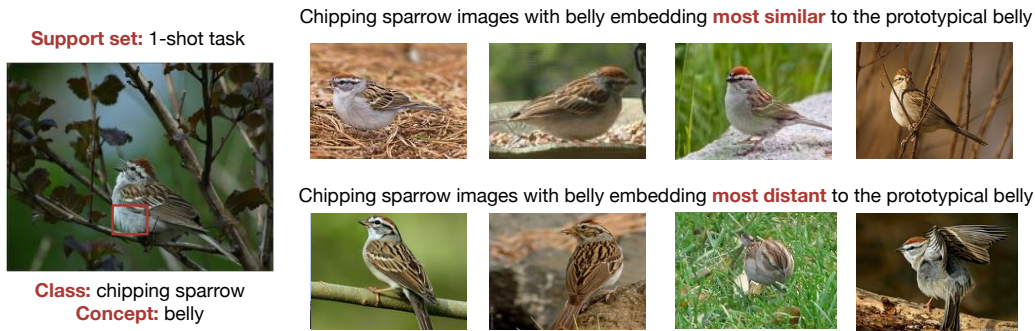 Support set: 1-shot task
Class: chipping sparrow
Concept: belly
Chipping sparrow images with belly embedding most similar to the prototypical belly
Chipping sparrow images with belly embedding most distant to the prototypical belly